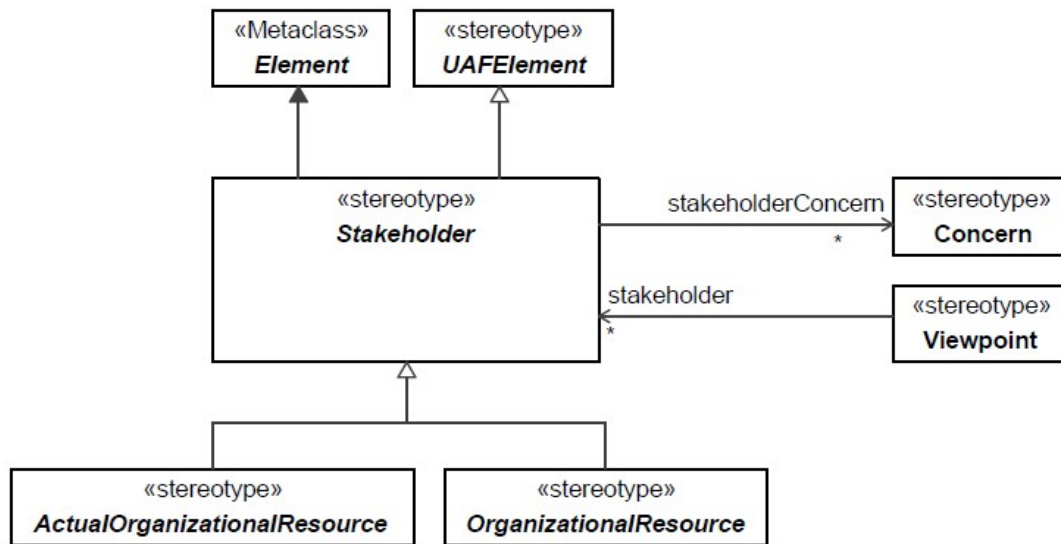 «Metaclass»
Element
«stereotype»
UAFElement
«stereotype»
Stakeholder
stakeholderConcern
*
«stereotype»
Concern
stakeholder
*
«stereotype»
Viewpoint
«stereotype»
ActualOrganizationalResource
«stereotype»
OrganizationalResource